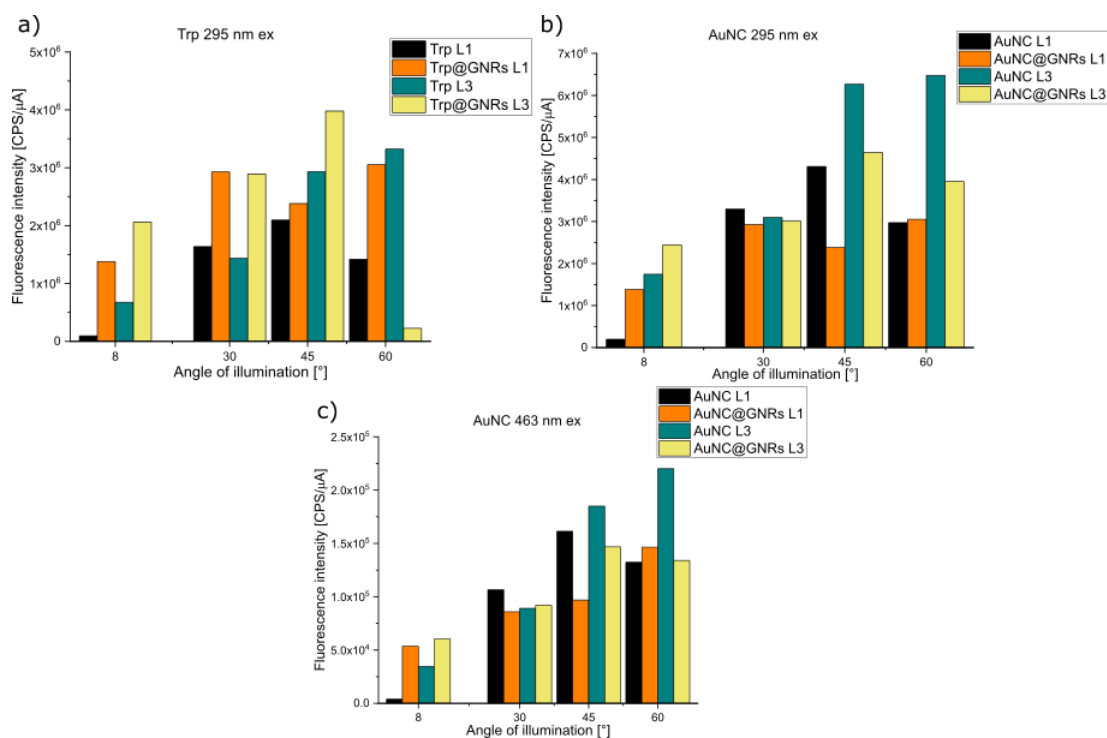 a)
Trp 295 nm ex
Trp L1
Trp@GNRs L1
Trp L3
Trp@GNRs L3
5x10⁶
4x10⁶
3x10⁶
2x10⁶
1x10⁶
0
Fluorescence intensity [CPS/μA]
8 30 45 60
Angle of illumination [°]
b)
AuNC 295 nm ex
AuNC L1
AuNC@GNRs L1
AuNC L3
AuNC@GNRs L3
7x10⁶
6x10⁶
5x10⁶
4x10⁶
3x10⁶
2x10⁶
1x10⁶
0
Fluorescence intensity [CPS/μA]
8 30 45 60
Angle of illumination [°]
c)
AuNC 463 nm ex
AuNC L1
AuNC@GNRs L1
AuNC L3
AuNC@GNRs L3
2.5x10⁵
2.0x10⁵
1.5x10⁵
1.0x10⁵
5.0x10⁴
0.0
Fluorescence intensity [CPS/μA]
8 30 45 60
Angle of illumination [°]